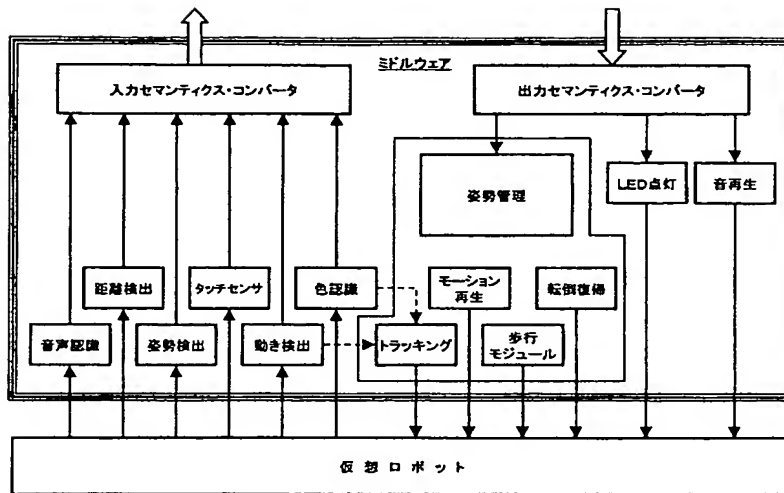 ミドルウェア
入力セマンティクス・コンバータ
出力セマンティクス・コンバータ
姿勢管理
LED点灯
音再生
距離検出
タッチセンサ
色認識
モーション
再生
転倒復帰
音声認識
姿勢検出
動き検出
トラッキング
歩行
モジュール
仮想ロボット